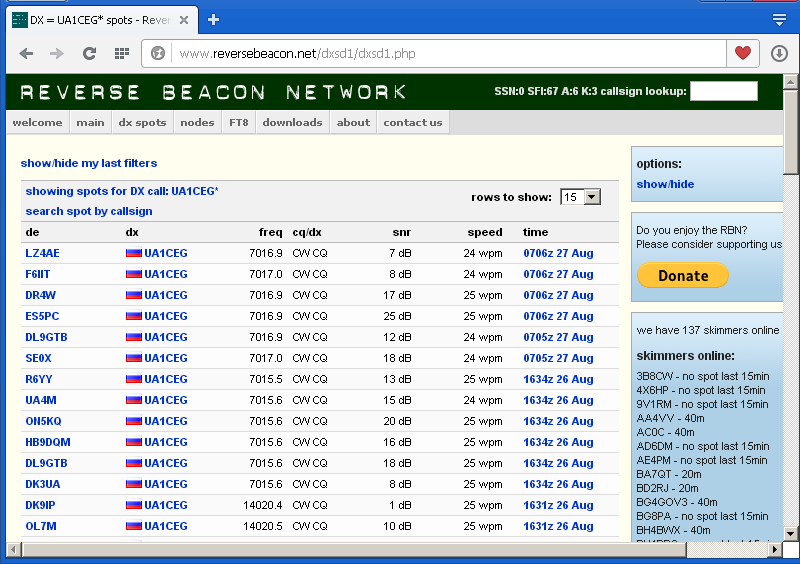 DX = UA1CEG* spots - Rever
www.reversebeacon.net/dxsd1/dxsd1.php
REVERSE BEACON NETWORK
SSN:0 SFI:67 A:6 K:3 callsign lookup:
welcome main dx spots nodes FT8 downloads about contact us
show/hide my last filters
showing spots for DX call: UA1CEG*
search spot by callsign
rows to show: 15
de dx freq cq/dx snr speed time
LZ4AE UA1CEG 7016.9 CW CQ 7 dB 24 wpm 0706z 27 Aug
F6IIT UA1CEG 7017.0 CW CQ 8 dB 24 wpm 0706z 27 Aug
DR4W UA1CEG 7016.9 CW CQ 17 dB 25 wpm 0706z 27 Aug
ES5PC UA1CEG 7016.9 CW CQ 25 dB 25 wpm 0706z 27 Aug
DL9GTB UA1CEG 7016.9 CW CQ 12 dB 24 wpm 0705z 27 Aug
SE0X UA1CEG 7017.0 CW CQ 18 dB 24 wpm 0705z 27 Aug
R6YY UA1CEG 7015.5 CW CQ 13 dB 25 wpm 1634z 26 Aug
UA4M UA1CEG 7015.6 CW CQ 15 dB 24 wpm 1634z 26 Aug
ON5KQ UA1CEG 7015.6 CW CQ 20 dB 25 wpm 1634z 26 Aug
HB9DQM UA1CEG 7015.6 CW CQ 16 dB 25 wpm 1634z 26 Aug
DL9GTB UA1CEG 7015.6 CW CQ 18 dB 25 wpm 1634z 26 Aug
DK3UA UA1CEG 7015.6 CW CQ 8 dB 25 wpm 1634z 26 Aug
DK9IP UA1CEG 14020.4 CW CQ 1 dB 25 wpm 1631z 26 Aug
OL7M UA1CEG 14020.5 CW CQ 10 dB 25 wpm 1631z 26 Aug
options:
show/hide
Do you enjoy the RBN?
Please consider supporting us
Donate
we have 137 skimmers online
skimmers online:
3B8CW - no spot last 15min
4X6HP - no spot last 15min
9V1RM - no spot last 15min
AA4VV - 40m
AC0C - 40m
AD6DM - no spot last 15min
AE4PM - no spot last 15min
BA7QT - 20m
BD2RJ - 20m
BG4GOV3 - 40m
BG8PA - no spot last 15min
BH4BWX - 40m